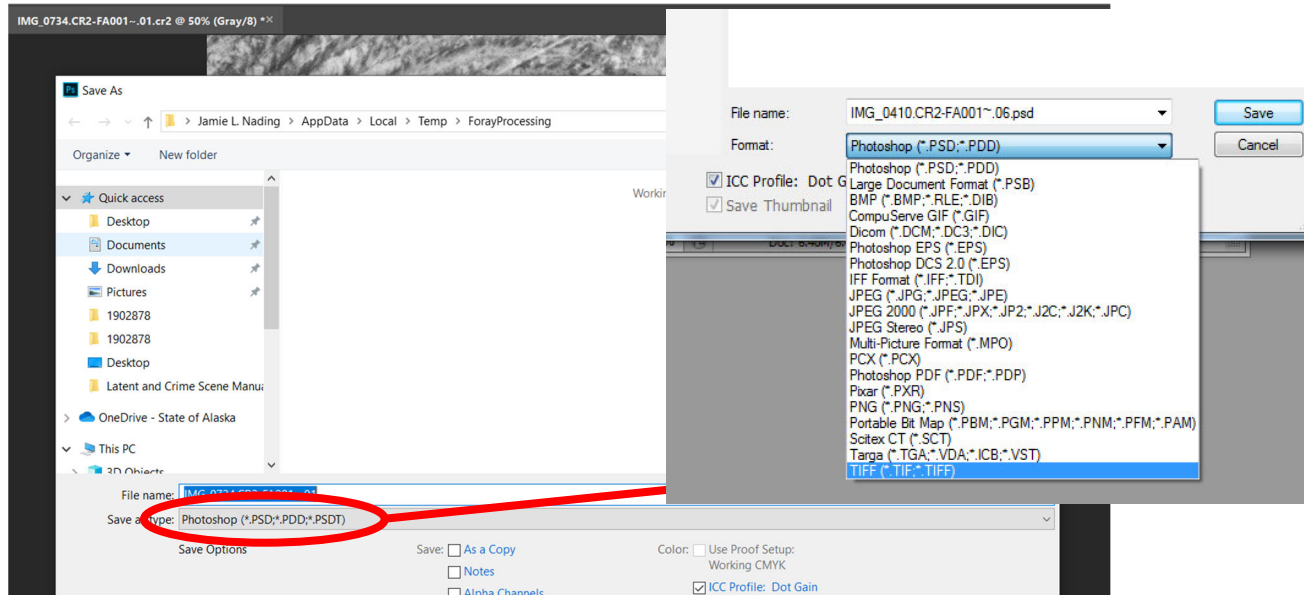 IMG_0734.CR2-FA001~.01.cr2 @ 50% (Gray/8) *×
Ps Save As
> Jamie L. Nading > AppData > Local > Temp > ForayProcessing
Organize New folder
Quick access
Desktop
Documents
Downloads
Pictures
1902878
1902878
Desktop
Latent and Crime Scene Manua
OneDrive - State of Alaska
This PC
3D Objects
File name: IMG_0734.CR2-FA001~.01
Save as type: Photoshop (*.PSD;*.PDD;*.PSDT)
Save Options
Save: As a Copy
Notes
Alpha Channels
Color: Use Proof Setup:
Working CMYK
ICC Profile: Dot Gain
File name: IMG_0410.CR2-FA001~.06.psd Save
Format: Photoshop (*.PSD;*.PDD) Cancel
ICC Profile: Dot G
Save Thumbnail
Photoshop (*.PSD;*.PDD)
Large Document Format (*.PSB)
BMP (*.BMP;*.RLE;*.DIB)
CompuServe GIF (*.GIF)
Dicom (*.DCM;*.DC3;*.DIC)
Photoshop EPS (*.EPS)
Photoshop DCS 2.0 (*.EPS)
IFF Format (*.IFF;*.TDI)
JPEG (*.JPG;*.JPEG;*.JPE)
JPEG 2000 (*.JPF;*.JPX;*.JP2;*.J2C;*.J2K;*.JPC)
JPEG Stereo (*.JPS)
Multi-Picture Format (*.MPO)
PCX (*.PCX)
Photoshop PDF (*.PDF;*.PDP)
Pixar (*.PXR)
PNG (*.PNG;*.PNS)
Portable Bit Map (*.PBM;*.PGM;*.PPM;*.PNM;*.PFM;*.PAM)
Scitex CT (*.SCT)
Targa (*.TGA;*.VDA;*.ICB;*.VST)
TIFF (*.TIF;*.TIFF)